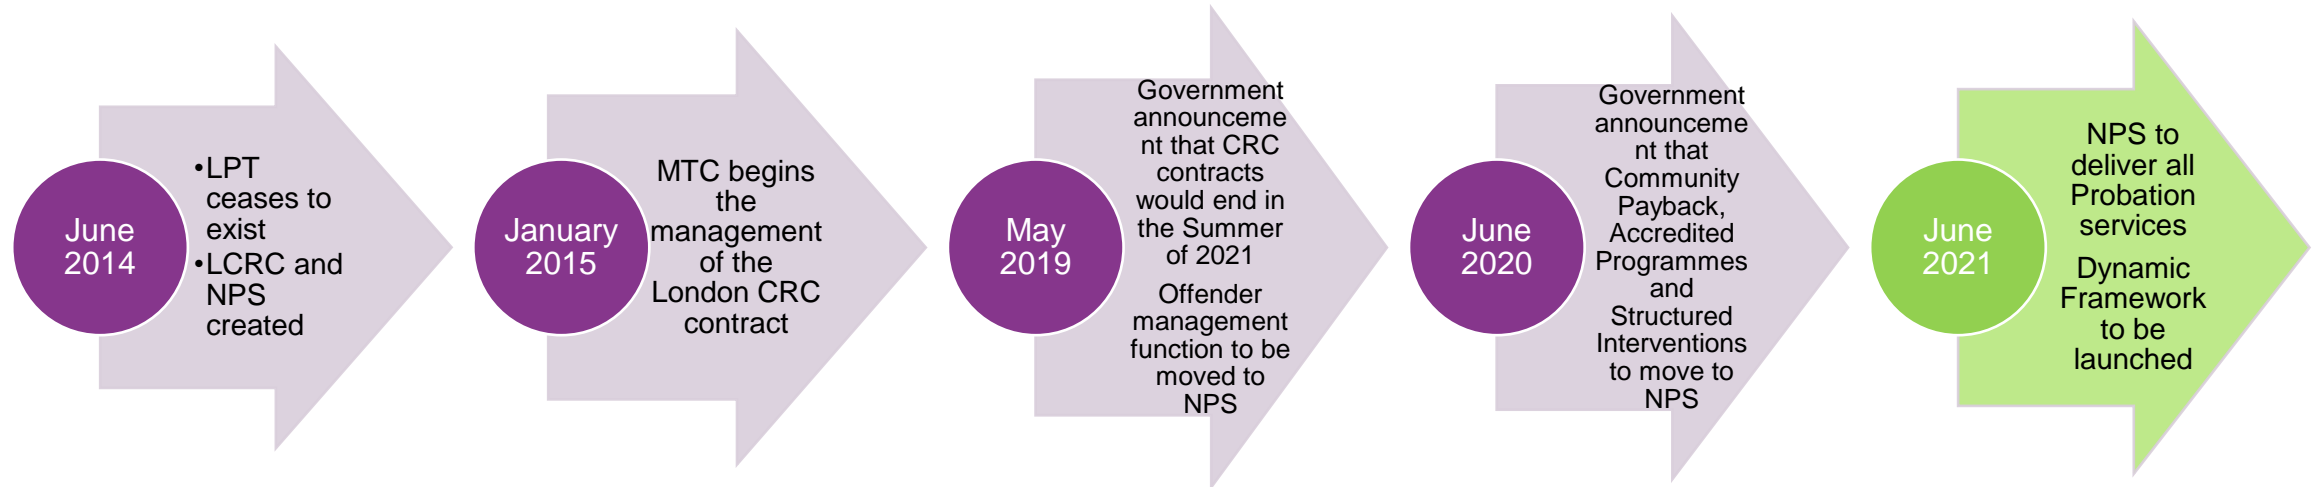 June
2014
•LPT
ceases to
exist
•LCRC and
NPS
created
January
2015
MTC begins
the
management
of the
London CRC
contract
May
2019
Government
announceme
nt that CRC
contracts
would end in
the Summer
of 2021
Offender
management
function to be
moved to
NPS
June
2020
Government
announceme
nt that
Community
Payback,
Accredited
Programmes
and
Structured
Interventions
to move to
NPS
June
2021
NPS to
deliver all
Probation
services
Dynamic
Framework
to be
launched